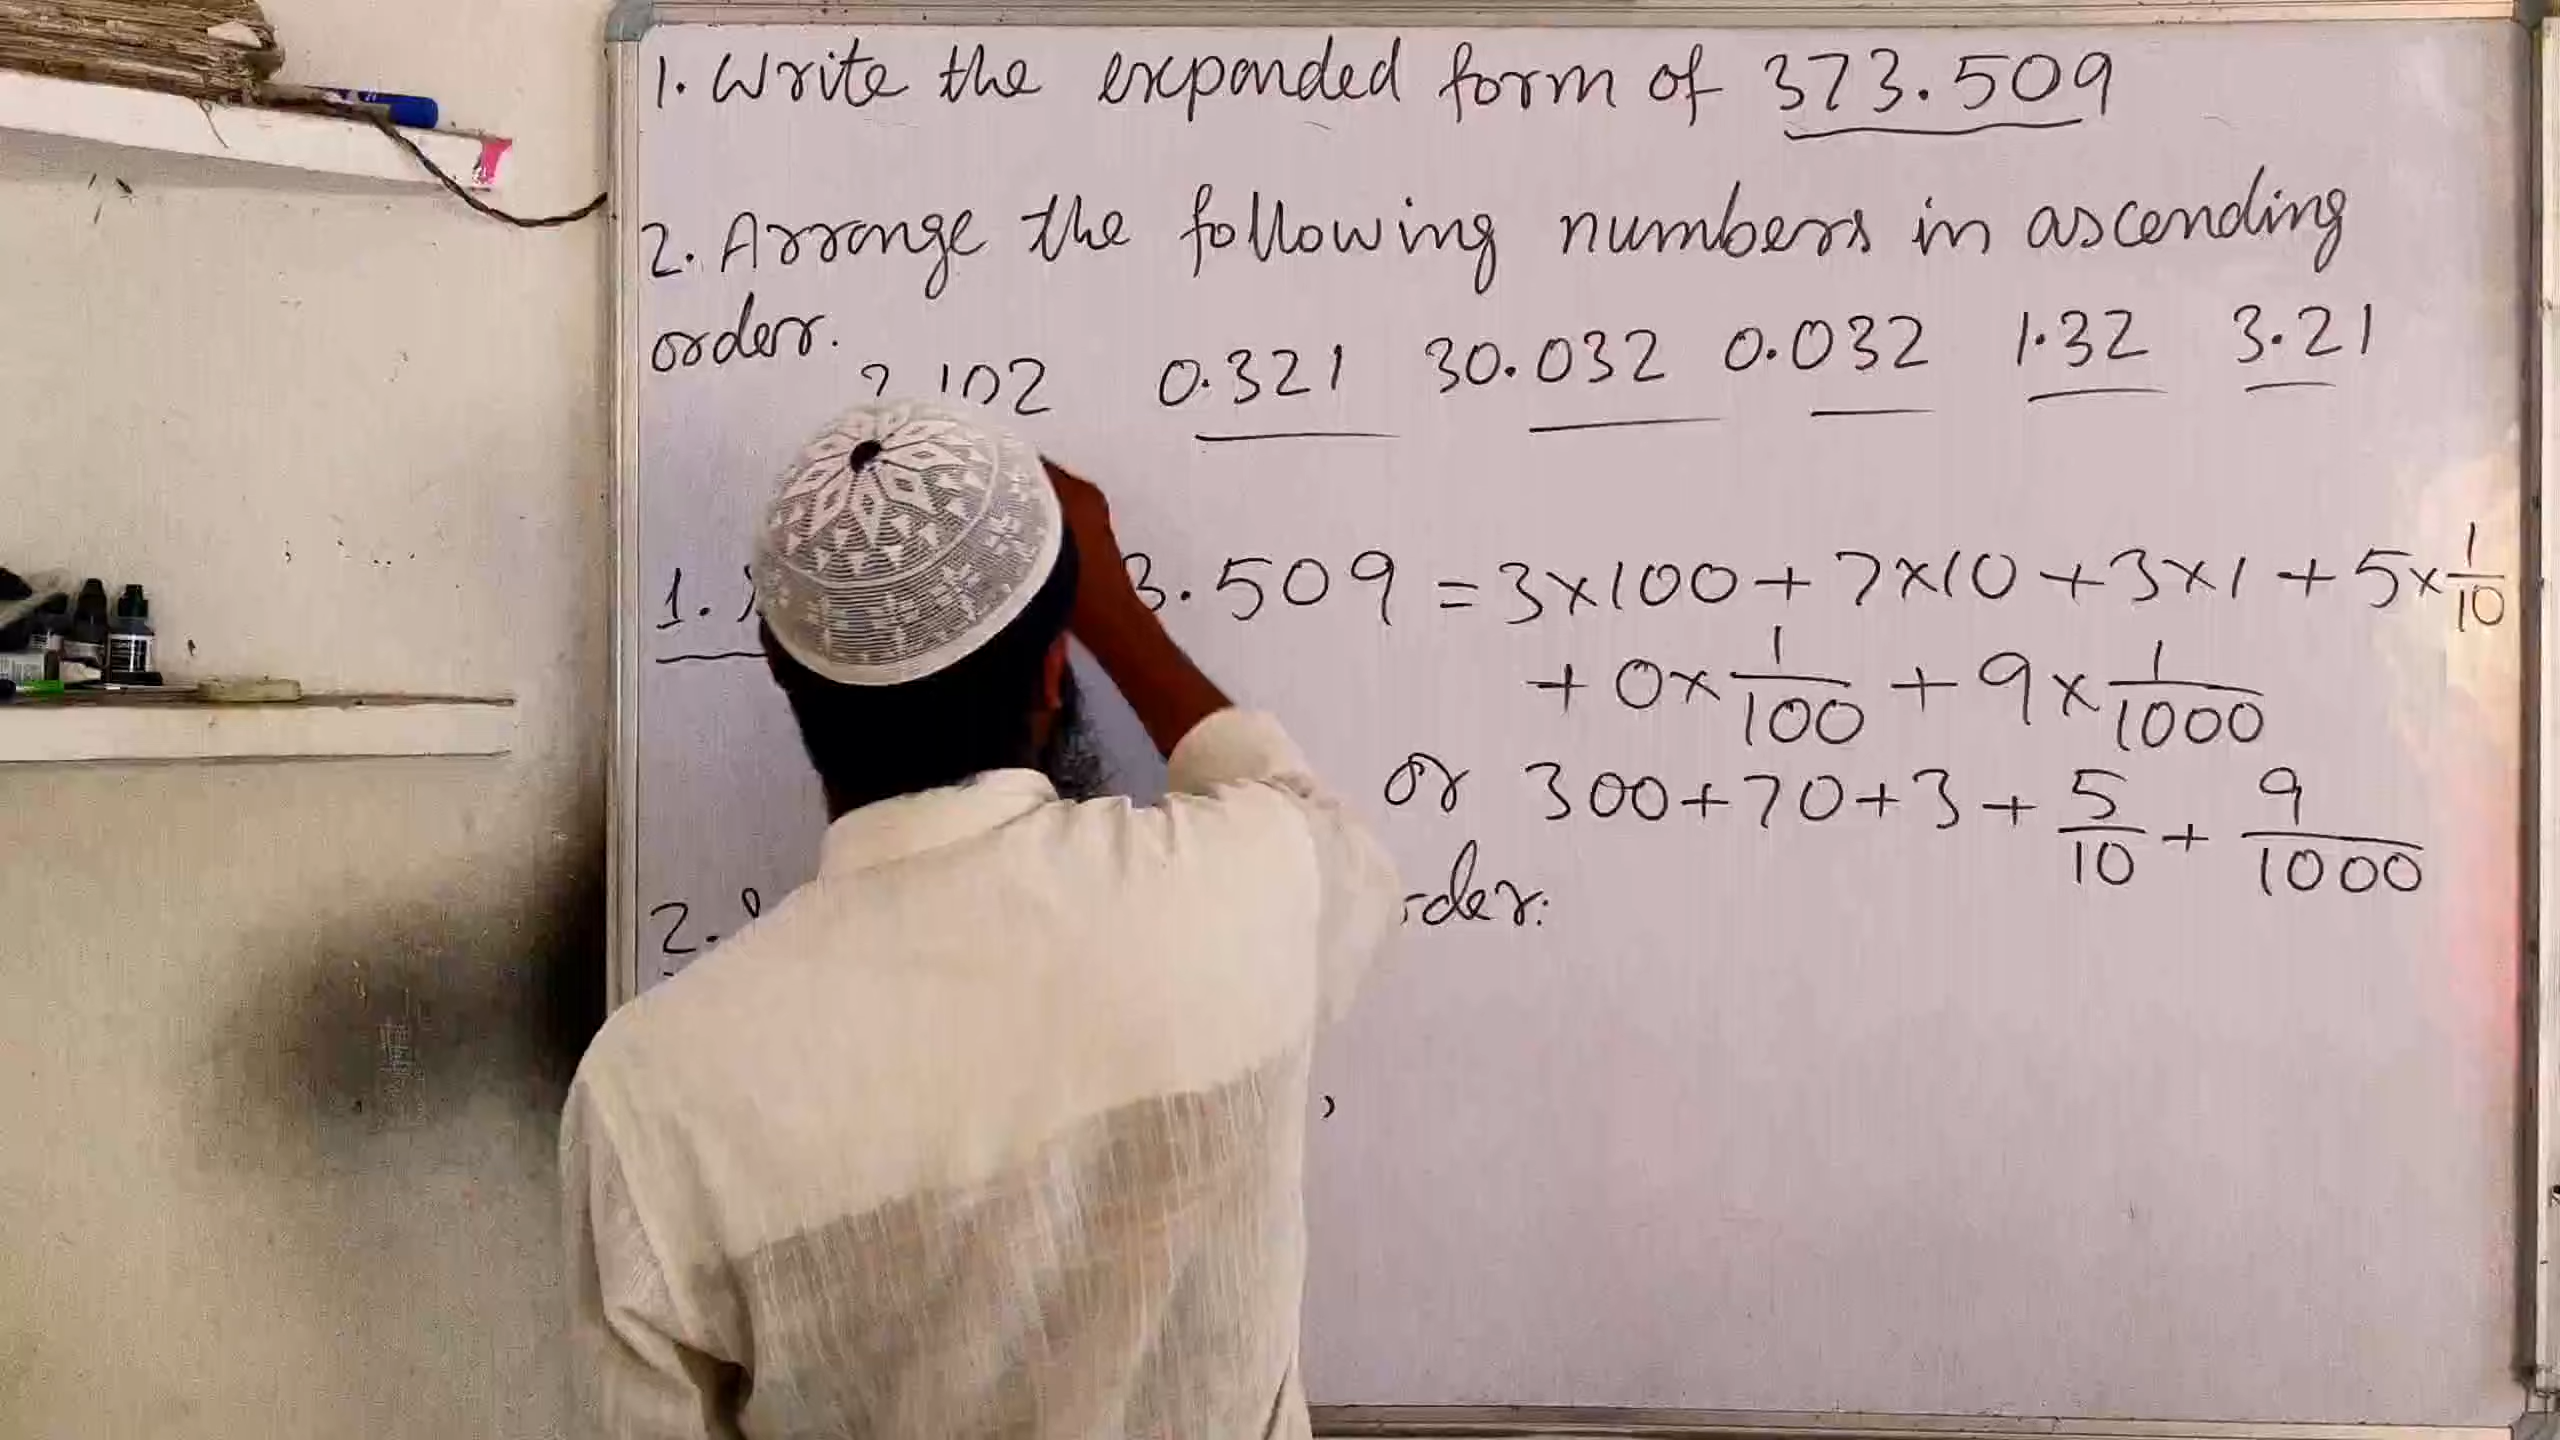 1. Write the expanded form of 373.509
2. Arrange the following numbers in ascending
order.
102 0.321 30.032 0.032 1.32 3.21
1. 3.509 = 3×100 + 7×10 + 3×1 + 5×1/10
+ 0×1/100 + 9×1/1000
or 300+70+3+5/10+9/1000
2. rder:
,